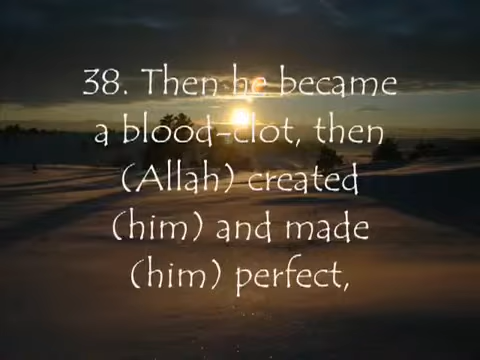 38. Then he became
a blood-clot, then
(Allah) created
(him) and made
(him) perfect,